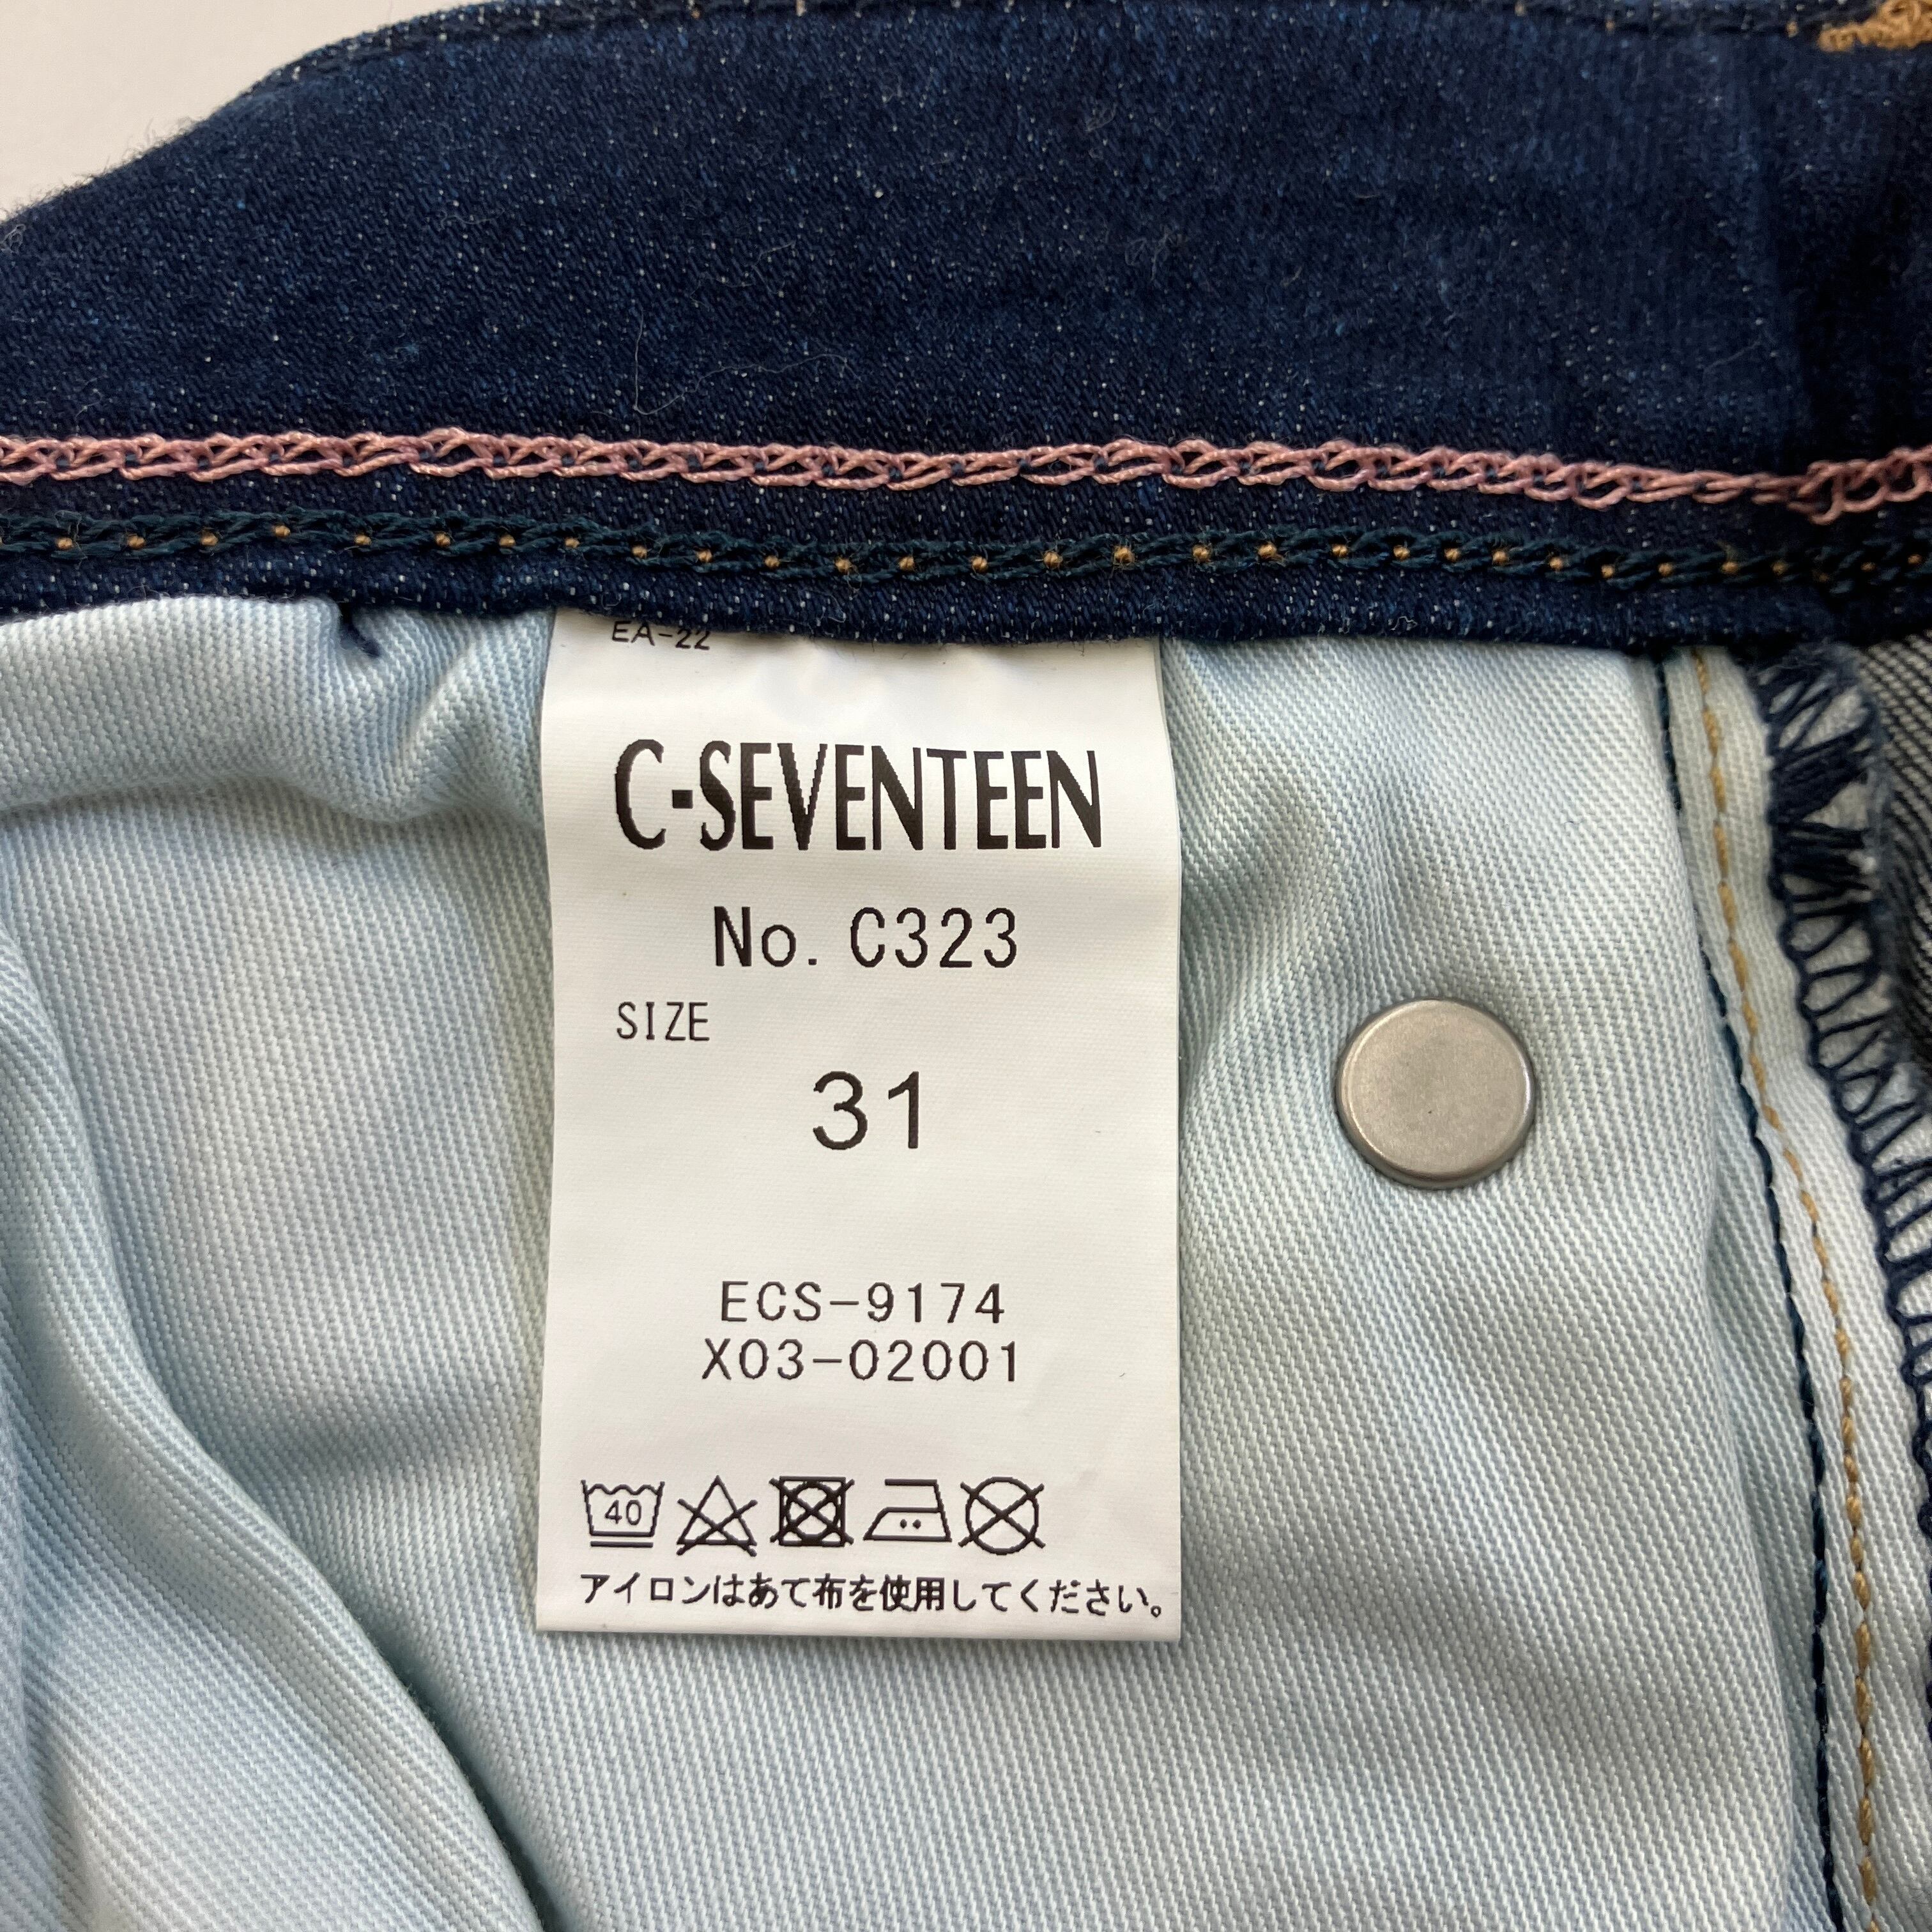 EA-22
C-SEVENTEEN
No. C323
SIZE
31
ECS-9174
X03-02001
40
アイロンはあて布を使用してください。